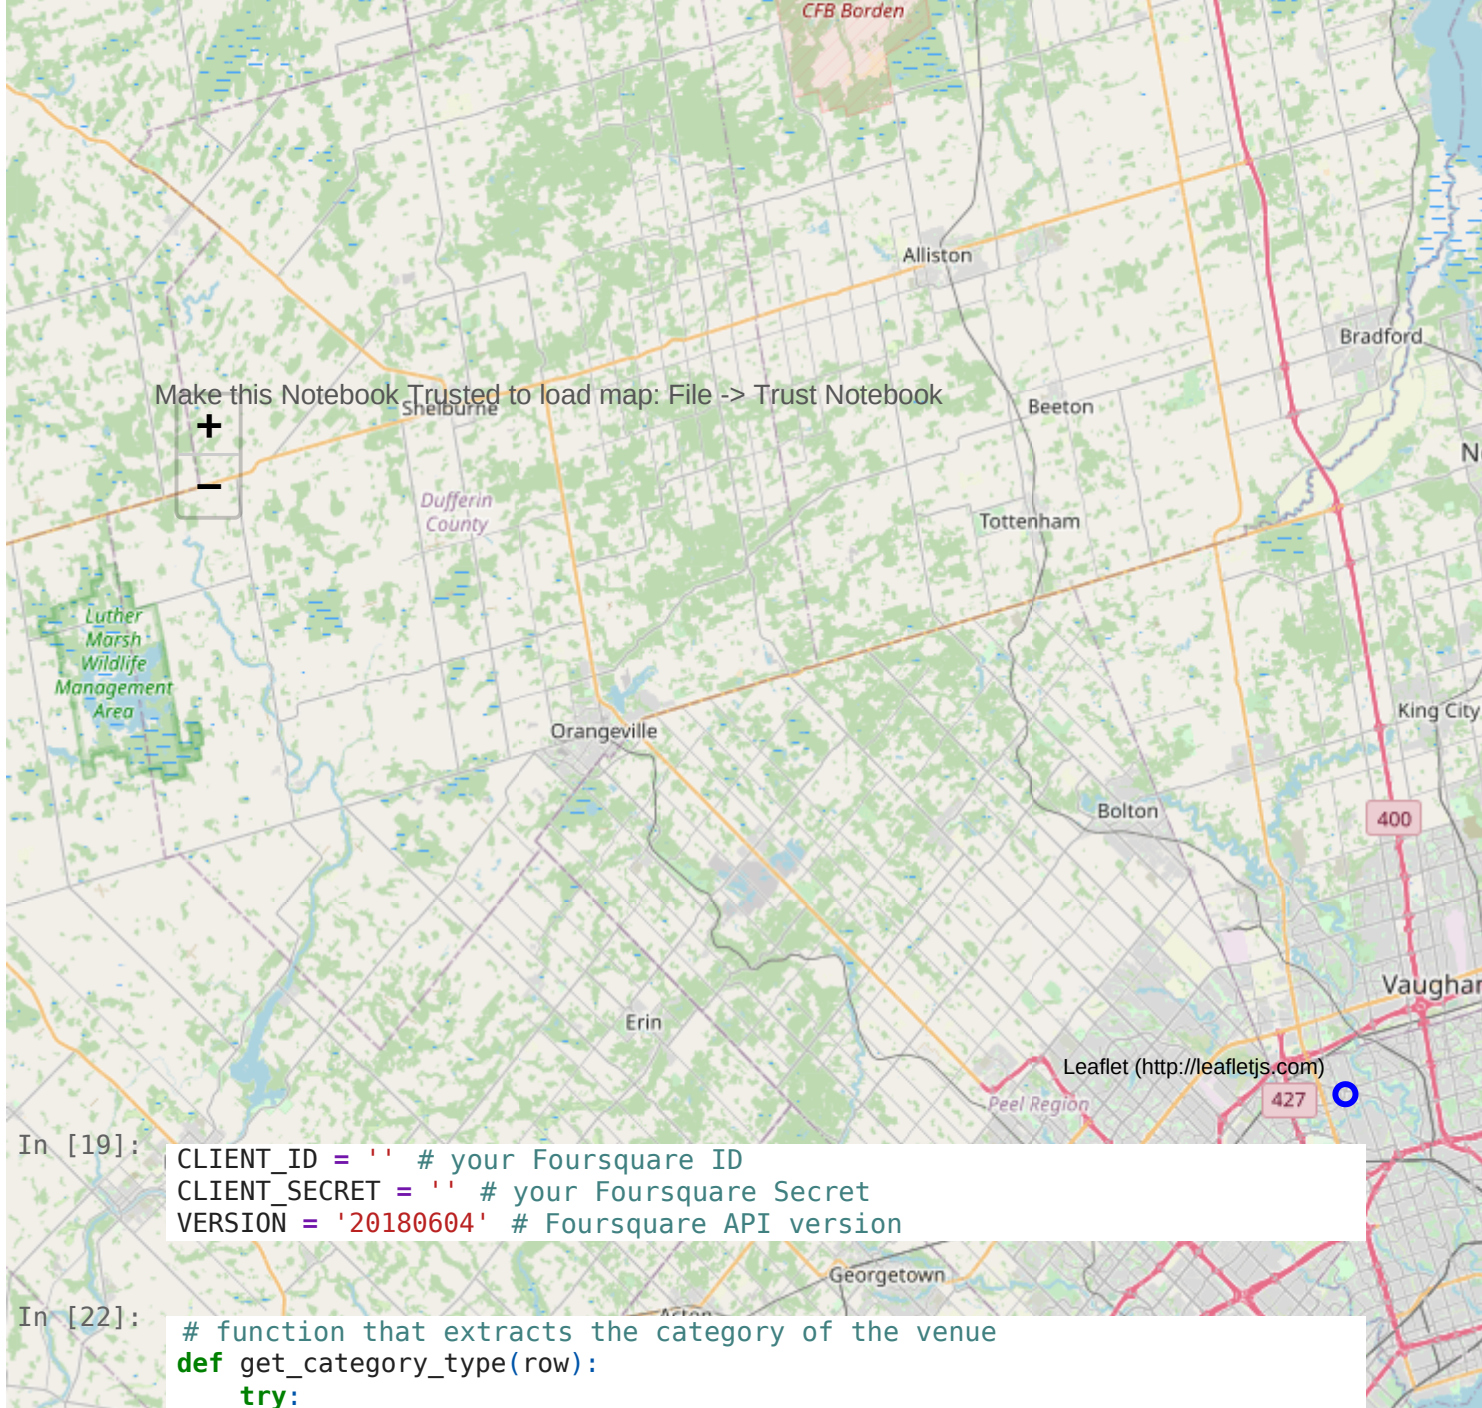 CFB Borden
Alliston
Bradford
Make this Notebook Trusted to load map: File -> Trust Notebook
Shelburne
Beeton
+
−
Dufferin
County
Tottenham
Luther
Marsh
Wildlife
Management
Area
King City
Orangeville
Bolton
400
Vaughan
Erin
Leaflet (http://leafletjs.com)
427
Peel Region
In [19]:
CLIENT_ID = '' # your Foursquare ID
CLIENT_SECRET = '' # your Foursquare Secret
VERSION = '20180604' # Foursquare API version
Georgetown
Acton
In [22]:
# function that extracts the category of the venue
def get_category_type(row):
    try: